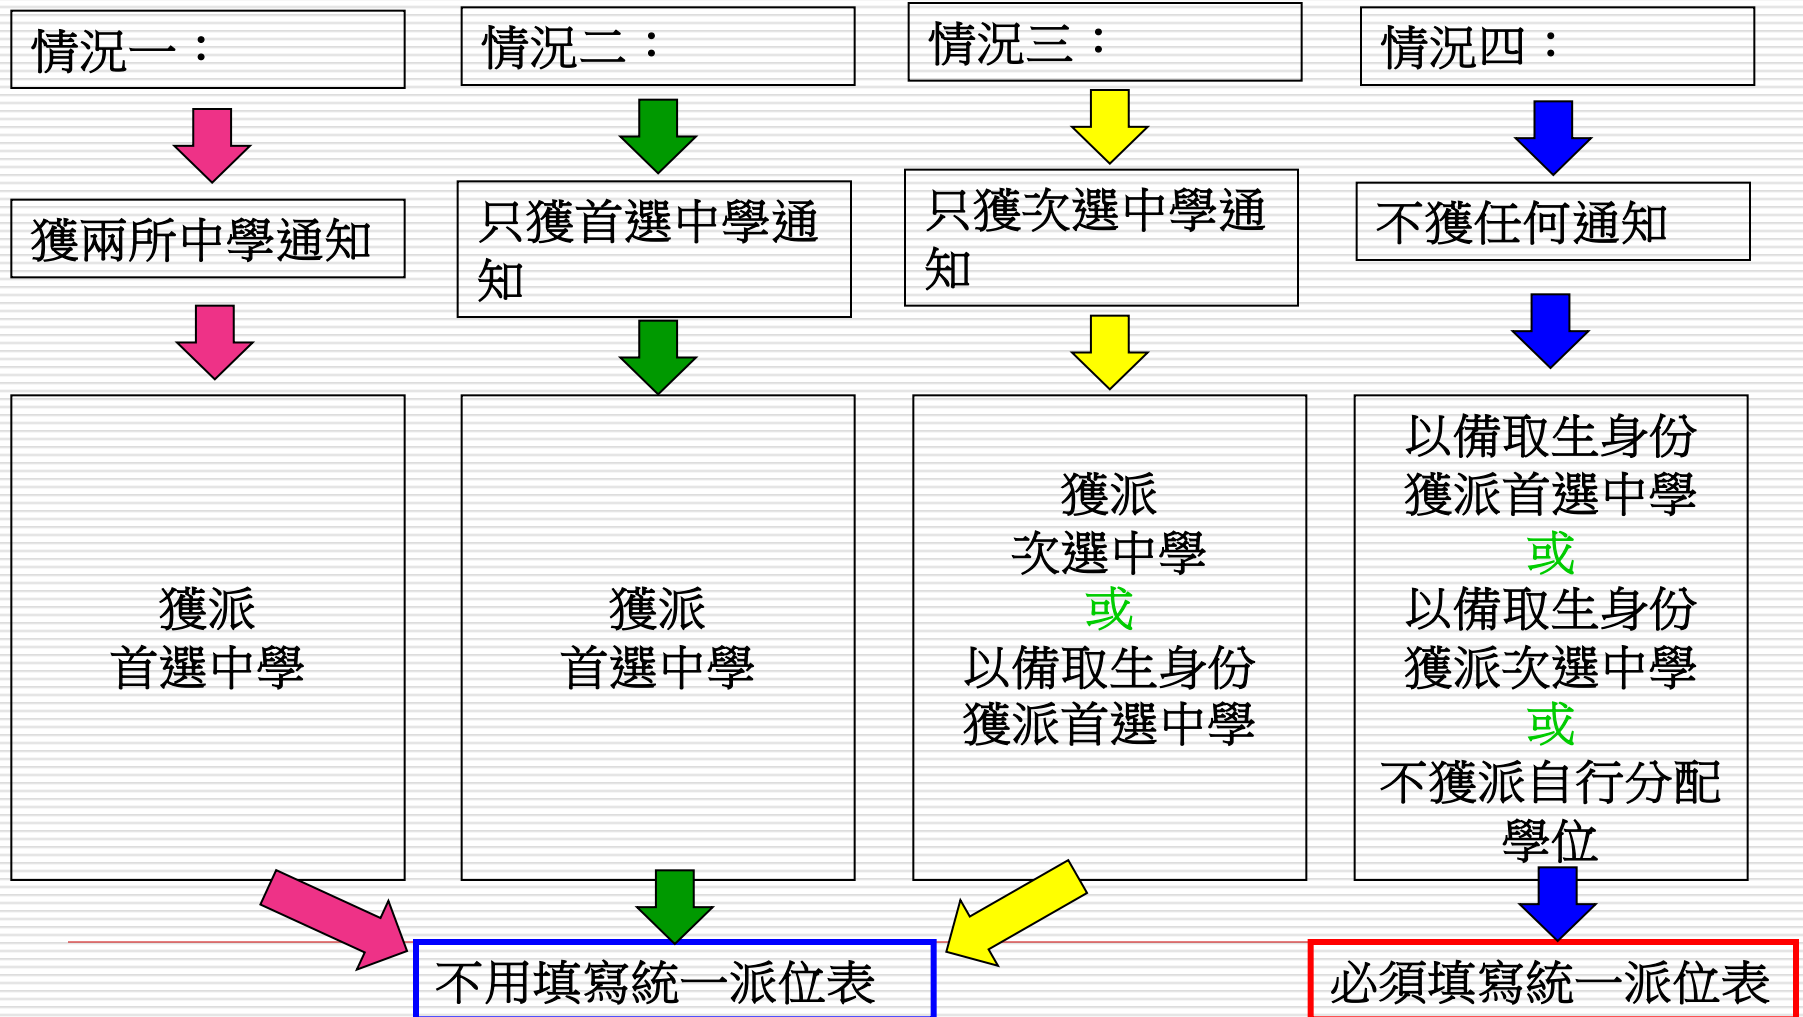 情況一：
獲兩所中學通知
獲派
首選中學
情況二：
只獲首選中學通
知
獲派
首選中學
情況三：
只獲次選中學通
知
獲派
次選中學
或
以備取生身份
獲派首選中學
不用填寫統一派位表
情況四：
不獲任何通知
以備取生身份
獲派首選中學
或
以備取生身份
獲派次選中學
或
不獲派自行分配
學位
必須填寫統一派位表